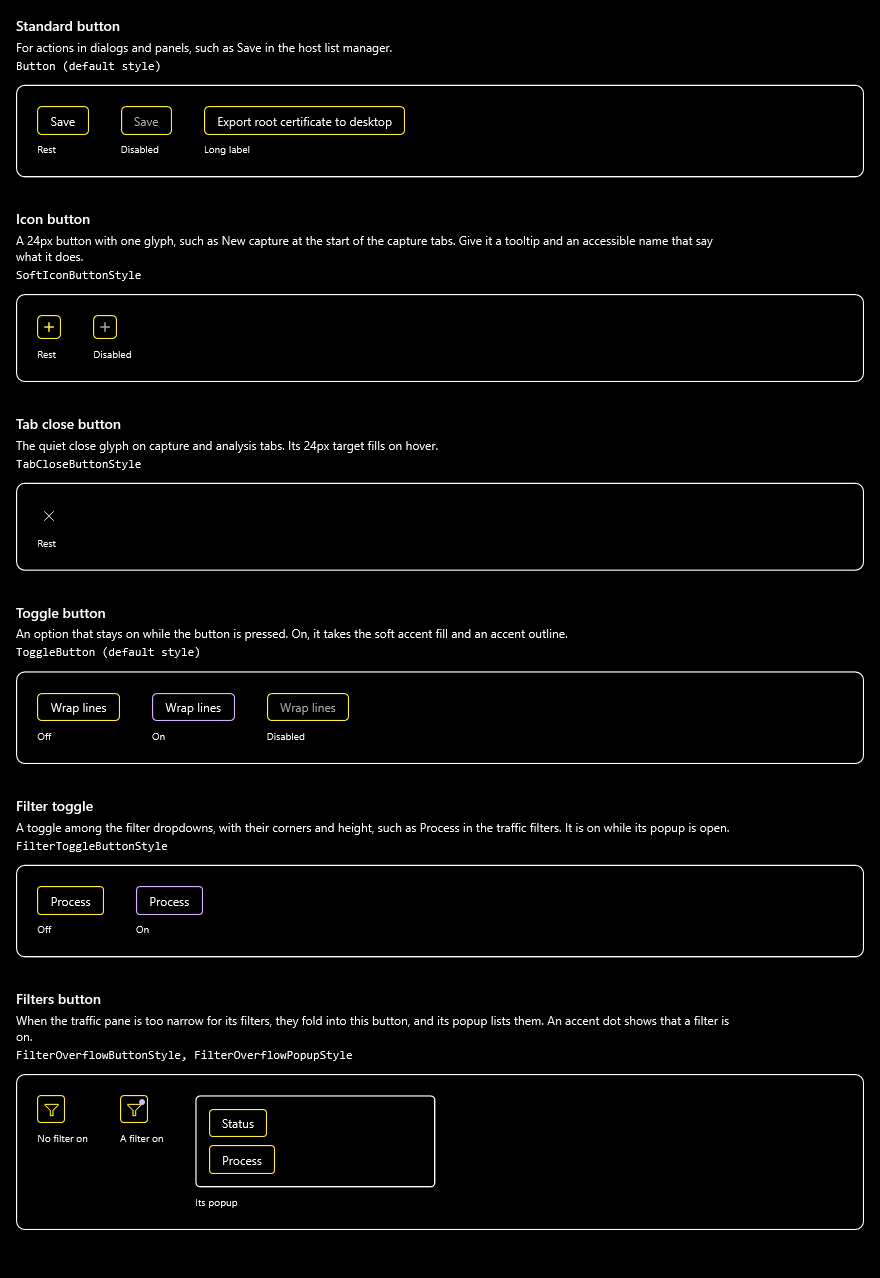 Standard button
For actions in dialogs and panels, such as Save in the host list manager.
Button (default style)
Save
Save
Export root certificate to desktop
Rest
Disabled
Long label
Icon button
A 24px button with one glyph, such as New capture at the start of the capture tabs. Give it a tooltip and an accessible name that say
what it does.
SoftIconButtonStyle
Rest
Disabled
Tab close button
The quiet close glyph on capture and analysis tabs. Its 24px target fills on hover.
TabCloseButtonStyle
Rest
Toggle button
An option that stays on while the button is pressed. On, it takes the soft accent fill and an accent outline.
ToggleButton (default style)
Wrap lines
Wrap lines
Wrap lines
Off
On
Disabled
Filter toggle
A toggle among the filter dropdowns, with their corners and height, such as Process in the traffic filters. It is on while its popup is open.
FilterToggleButtonStyle
Process
Process
Off
On
Filters button
When the traffic pane is too narrow for its filters, they fold into this button, and its popup lists them. An accent dot shows that a filter is
on.
FilterOverflowButtonStyle, FilterOverflowPopupStyle
Status
Process
No filter on
A filter on
Its popup